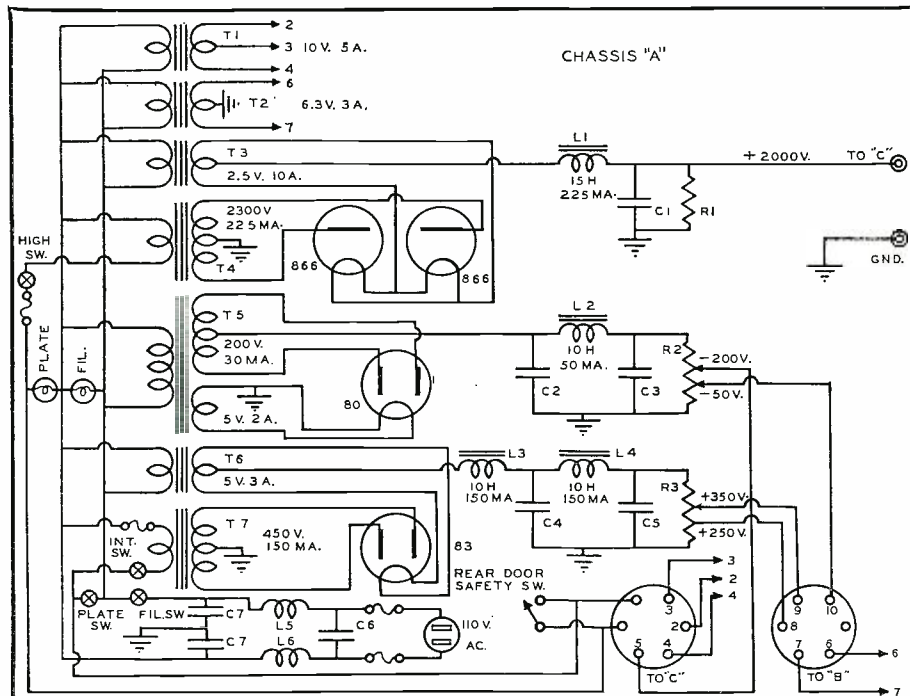 2
T1
3 10 V. 5 A.
4
CHASSIS "A"
6
T2
6.3 V. 3 A.
7
T3
2.5 V. 10 A.
L1
15 H
225 MA.
+2000 V.
TO "C"
C1
R1
GND.
HIGH
SW.
2300 V
225 MA.
T4
866
866
T5
200 V.
30 MA.
L2
10 H
50 MA.
R2
-200 V.
-50 V.
PLATE
FIL.
C2
C3
80
5 V. 2 A.
T6
5 V. 3 A.
L3
10 H
150 MA
L4
10 H
150 MA
R3
+350 V.
+250 V.
C4
C5
INT.
SW.
T7
450 V.
150 MA.
83
REAR DOOR
SAFETY SW.
3
2
4
3
2
5
4
9
10
8
7
6
6
PLATE
SW.
FIL. SW
C7
C7
L5
L6
C6
110 V.
AC.
TO "C"
TO "B"
7